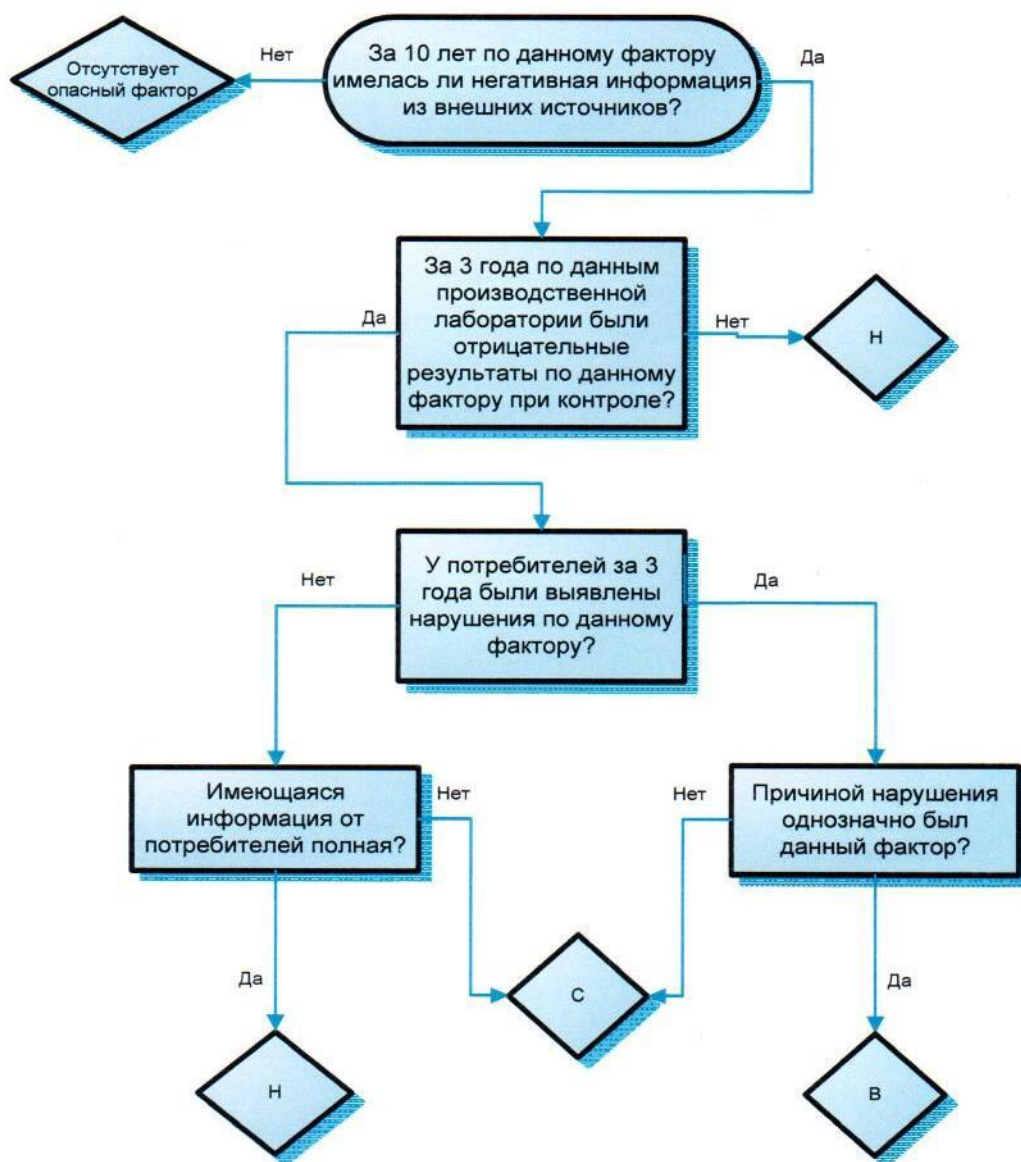 Отсутствует
опасный фактор
Нет
За 10 лет по данному фактору
имелась ли негативная информация
из внешних источников?
Да
За 3 года по данным
производственной
лаборатории были
отрицательные
результаты по данному
фактору при контроле?
Да
Нет
Н
У потребителей за 3
года были выявлены
нарушения по данному
фактору?
Нет
Да
Имеющаяся
информация от
потребителей полная?
Нет
Нет
Причиной нарушения
однозначно был
данный фактор?
Да
С
Да
Н
В